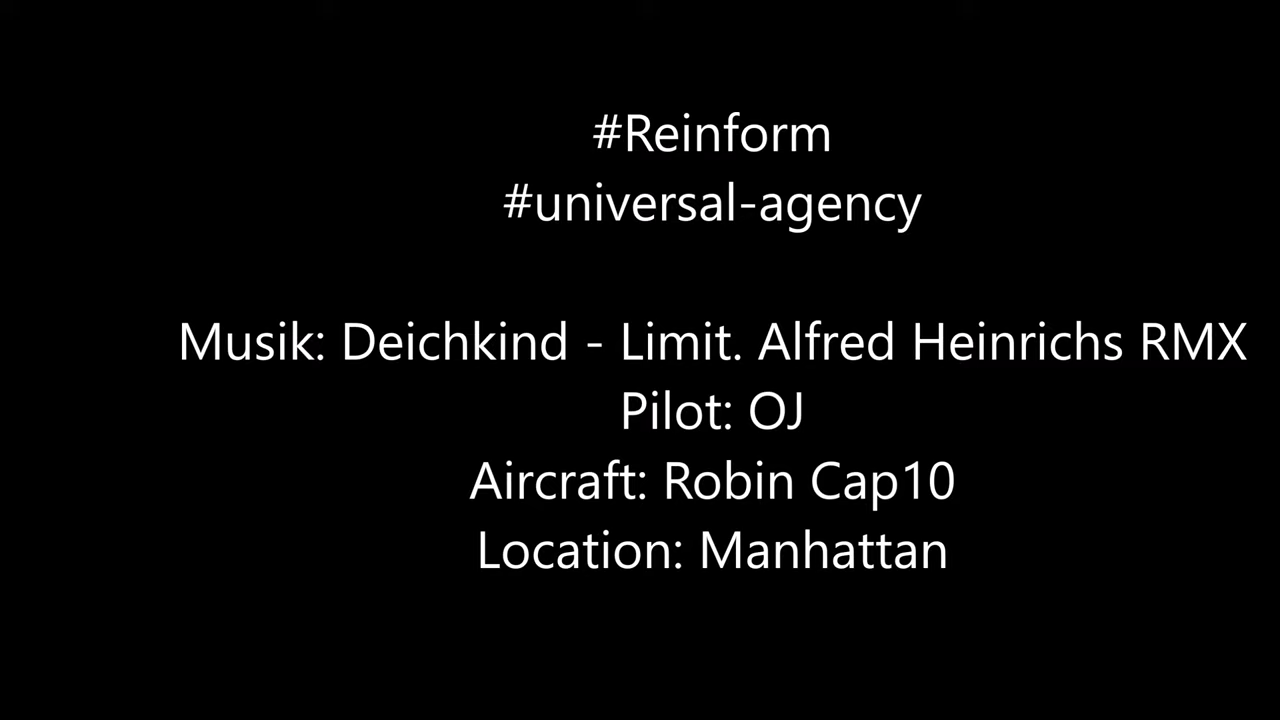 #Reinform
#universal-agency
Musik: Deichkind - Limit. Alfred Heinrichs RMX
Pilot: OJ
Aircraft: Robin Cap10
Location: Manhattan